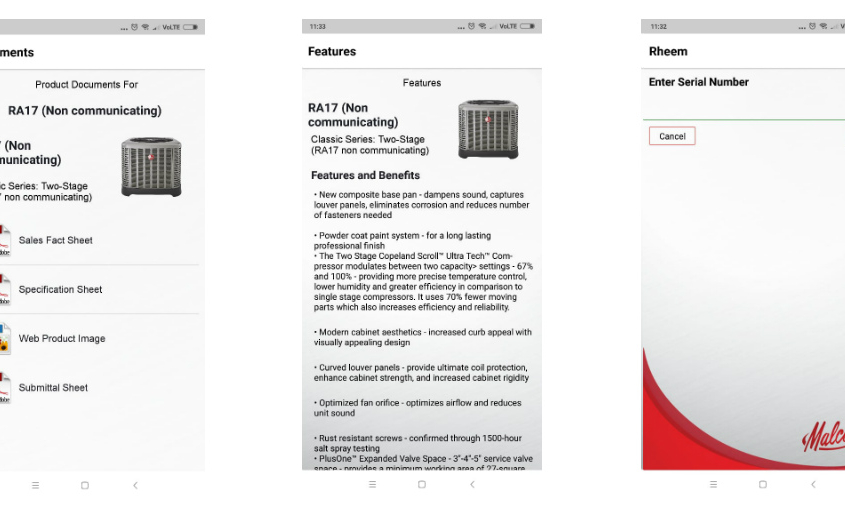 VoLTE
ments
Product Documents For
RA17 (Non communicating)
(Non
municating)
c Series: Two-Stage
non communicating)
Sales Fact Sheet
Specification Sheet
Web Product Image
Submittal Sheet
11:33
VoLTE
Features
Features
RA17 (Non
communicating)
Classic Series: Two-Stage
(RA17 non communicating)
Features and Benefits
• New composite base pan - dampens sound, captures
louver panels, eliminates corrosion and reduces number
of fasteners needed
• Powder coat paint system - for a long lasting
professional finish
• The Two Stage Copeland Scroll™ Ultra Tech™ Com-
pressor modulates between two capacity> settings - 67%
and 100% - providing more precise temperature control,
lower humidity and greater efficiency in comparison to
single stage compressors. It uses 70% fewer moving
parts which also increases efficiency and reliability.
• Modern cabinet aesthetics - increased curb appeal with
visually appealing design
• Curved louver panels - provide ultimate coil protection,
enhance cabinet strength, and increased cabinet rigidity
• Optimized fan orifice - optimizes airflow and reduces
unit sound
• Rust resistant screws - confirmed through 1500-hour
salt spray testing
• PlusOne™ Expanded Valve Space - 3"-4"-5" service valve
space - provides a minimum working area of 27-square
11:32
Rheem
Enter Serial Number
Cancel
Malco